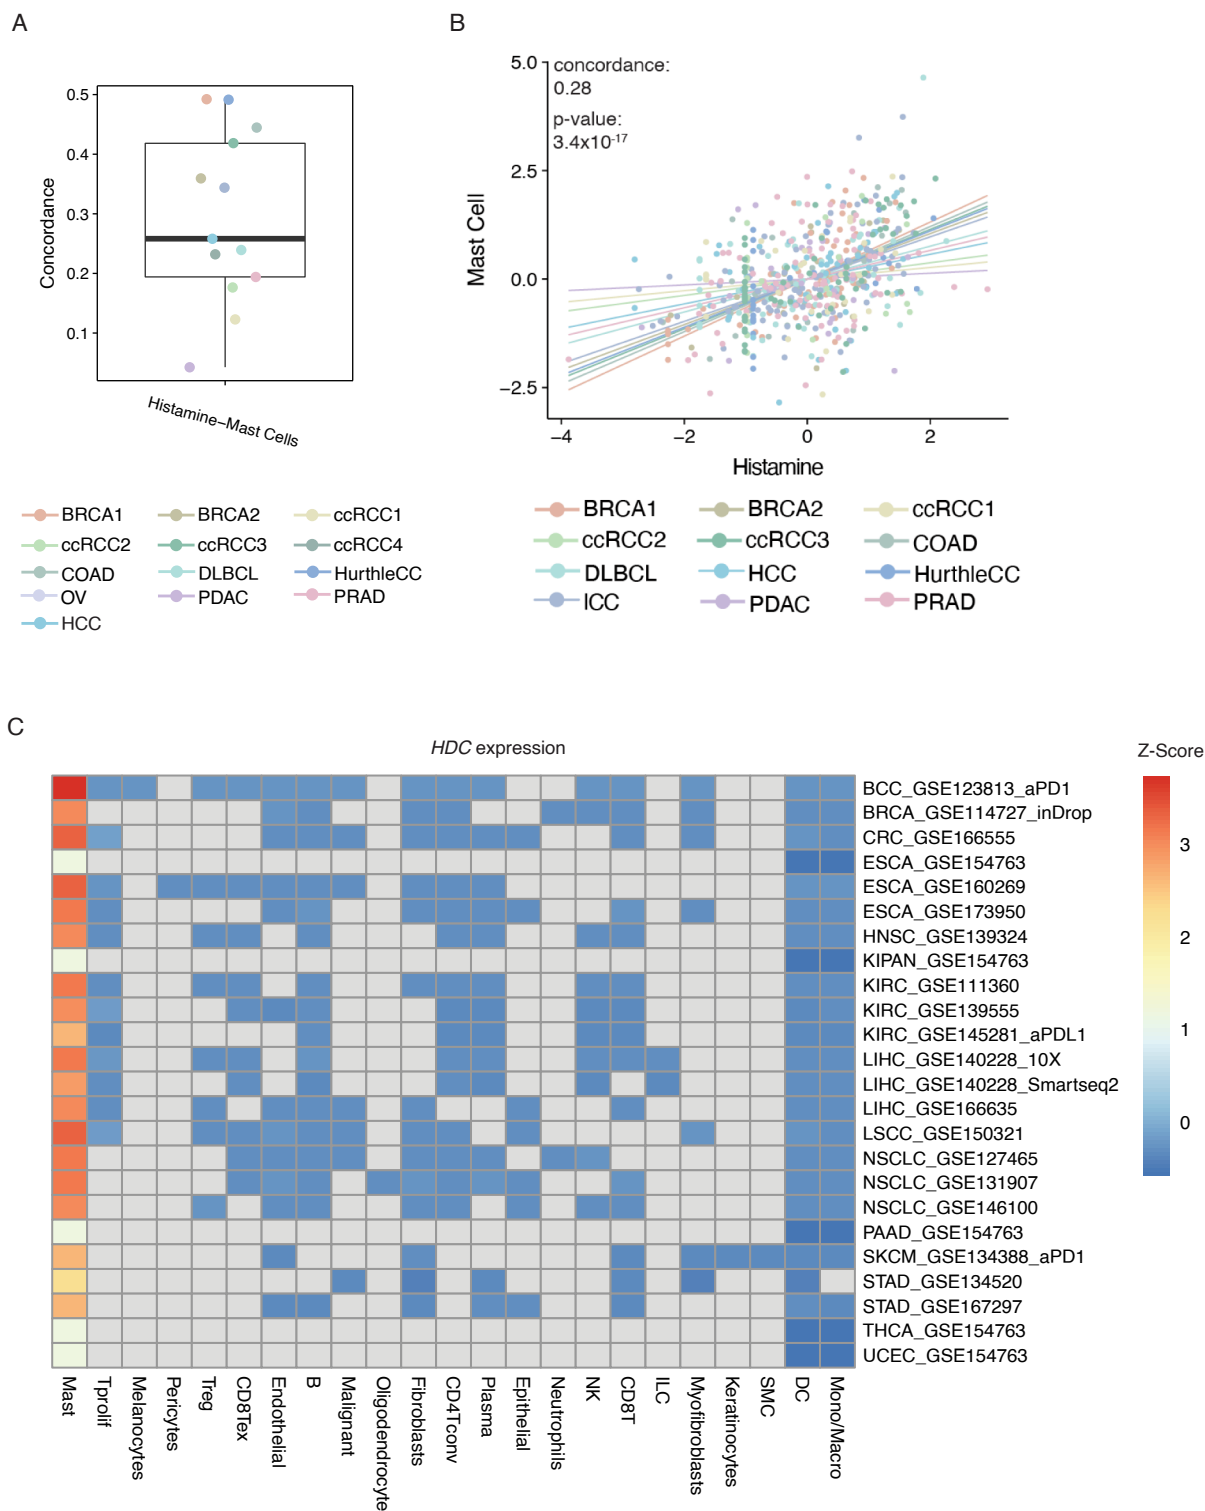 A
0.5
0.4
0.3
0.2
0.1
Concordance
Histamine–Mast Cells
BRCA1 BRCA2 ccRCC1
ccRCC2 ccRCC3 ccRCC4
COAD DLBCL HurthleCC
OV PDAC PRAD
HCC
B
concordance:
0.28
p-value:
3.4x10-17
5.0
2.5
0.0
−2.5
Mast Cell
−4 −2 0 2
Histamine
BRCA1 BRCA2 ccRCC1
ccRCC2 ccRCC3 COAD
DLBCL HCC HurthleCC
ICC PDAC PRAD
C
HDC expression
Z-Score
3
2
1
0
BCC_GSE123813_aPD1
BRCA_GSE114727_inDrop
CRC_GSE166555
ESCA_GSE154763
ESCA_GSE160269
ESCA_GSE173950
HNSC_GSE139324
KIPAN_GSE154763
KIRC_GSE111360
KIRC_GSE139555
KIRC_GSE145281_aPDL1
LIHC_GSE140228_10X
LIHC_GSE140228_Smartseq2
LIHC_GSE166635
LSCC_GSE150321
NSCLC_GSE127465
NSCLC_GSE131907
NSCLC_GSE146100
PAAD_GSE154763
SKCM_GSE134388_aPD1
STAD_GSE134520
STAD_GSE167297
THCA_GSE154763
UCEC_GSE154763
Mast
Tprolif
Melanocytes
Pericytes
Treg
CD8Tex
Endothelial
B
Malignant
Oligodendrocyte
Fibroblasts
CD4Tconv
Plasma
Epithelial
Neutrophils
NK
CD8T
ILC
Myofibroblasts
Keratinocytes
SMC
DC
Mono/Macro